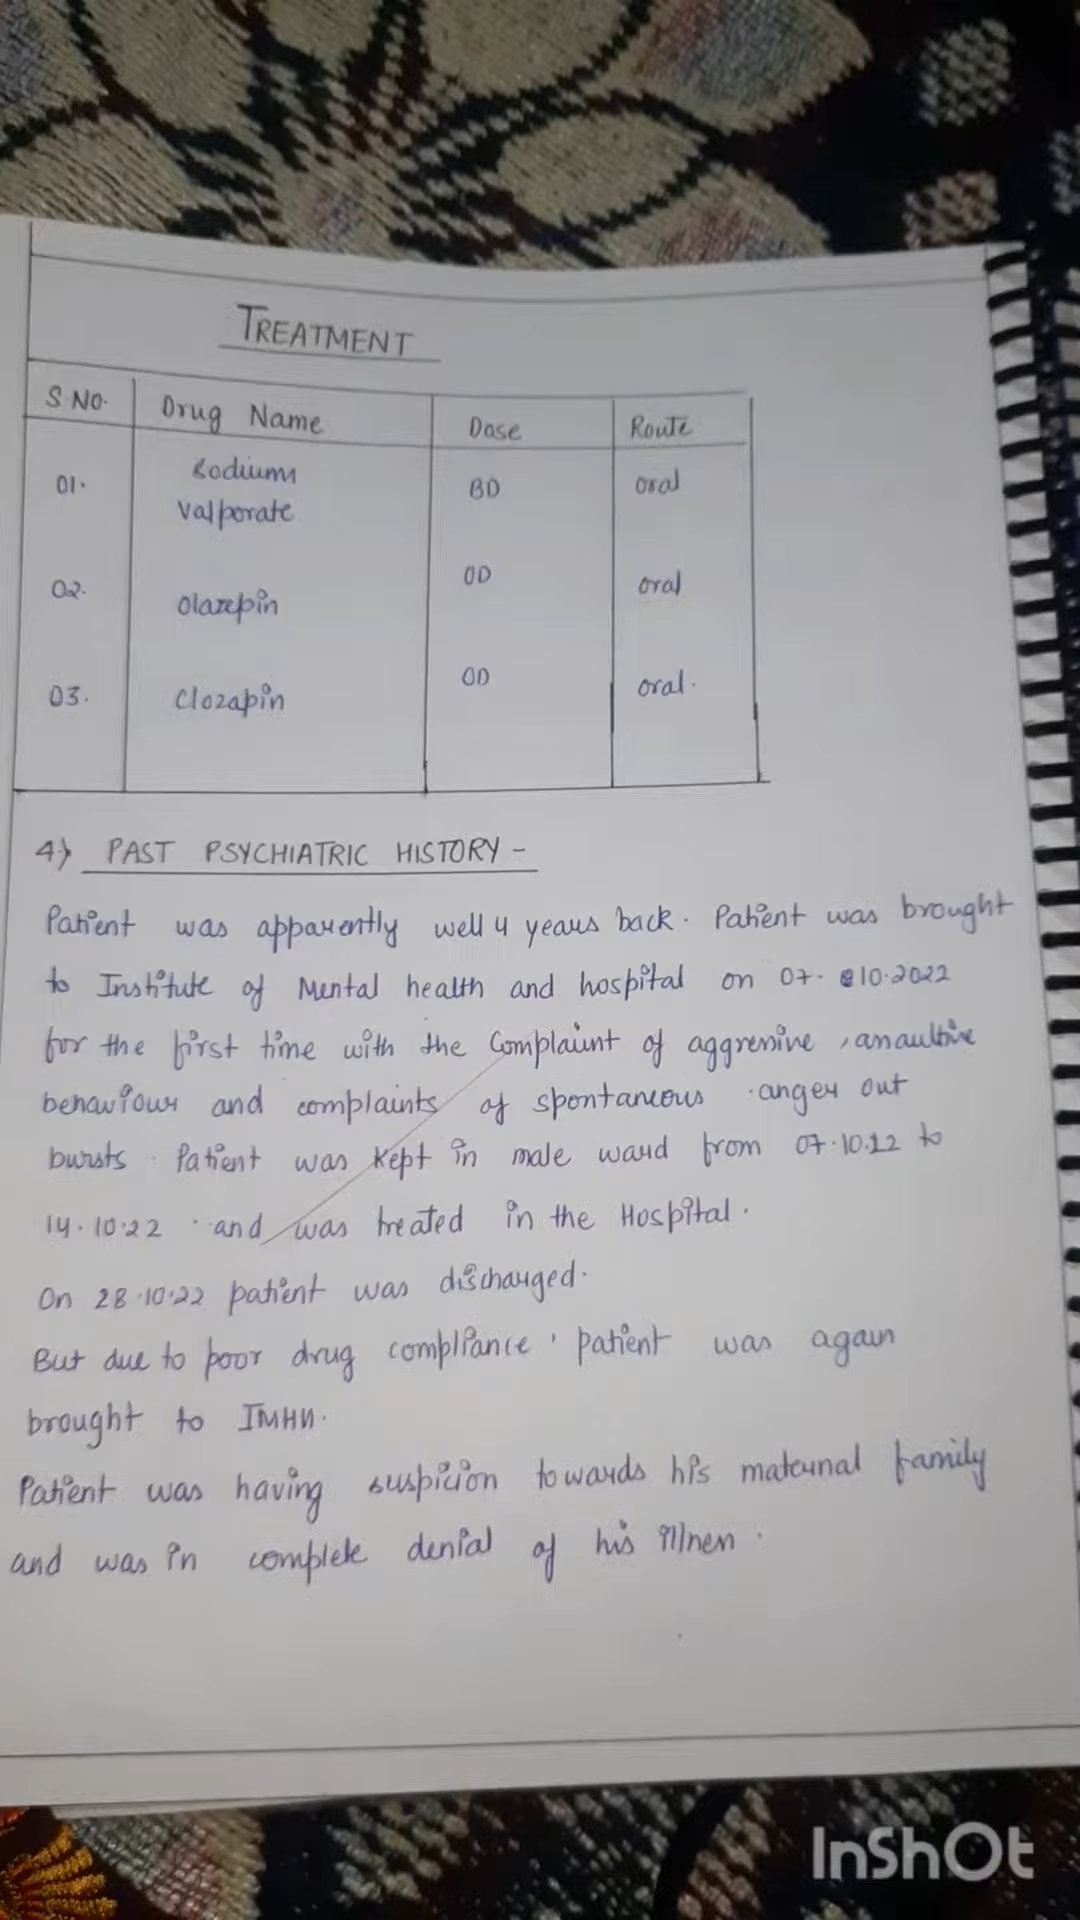 TREATMENT
S.No. Drug Name Dose Route
01. Sodium Valporate BD oral
02. Olazepin OD oral
03. Clozapin OD oral.
4) PAST PSYCHIATRIC HISTORY -
Patient was apparently well 4 years back. Patient was brought
to Institute of Mental health and hospital on 07. 10.2022
for the first time with the Complaint of aggressive, assaultive
behaviour and complaints of spontaneous anger out
bursts. Patient was kept in male ward from 07.10.22 to
14.10.22 and was treated in the Hospital.
On 28.10.22 patient was discharged.
But due to poor drug compliance, patient was again
brought to IMHH.
Patient was having suspicion towards his maternal family
and was in complete denial of his illness.
InShOt